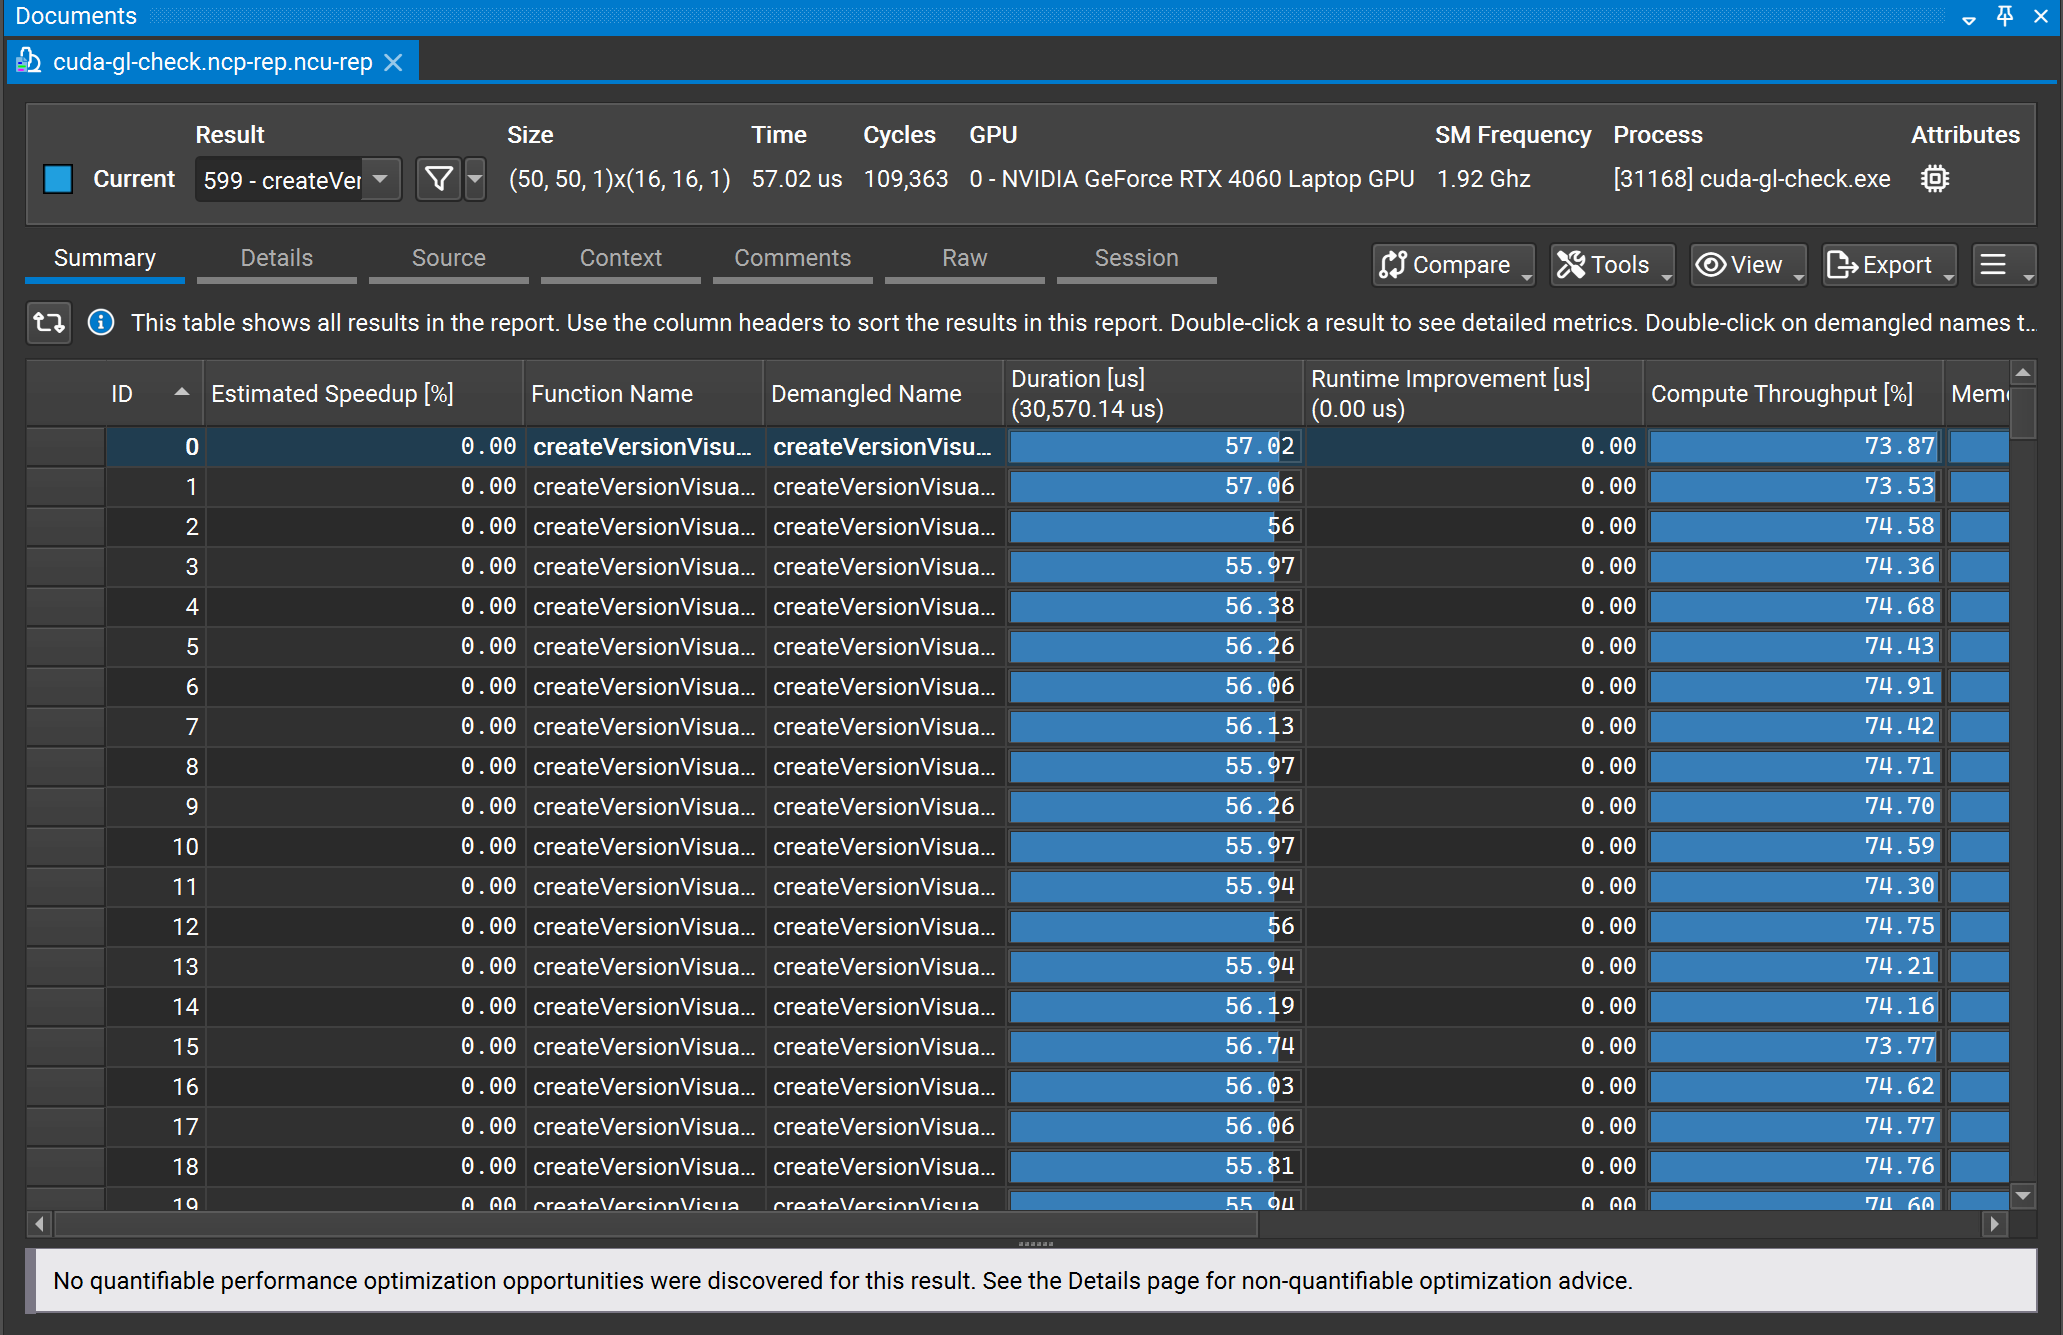 Documents
cuda-gl-check.ncp-rep.ncu-rep
Result Size Time Cycles GPU SM Frequency Process Attributes
Current 599 - createVer (50, 50, 1)x(16, 16, 1) 57.02 us 109,363 0 - NVIDIA GeForce RTX 4060 Laptop GPU 1.92 Ghz [31168] cuda-gl-check.exe
Summary Details Source Context Comments Raw Session Compare Tools View Export
This table shows all results in the report. Use the column headers to sort the results in this report. Double-click a result to see detailed metrics. Double-click on demangled names t...
ID Estimated Speedup [%] Function Name Demangled Name Duration [us] (30,570.14 us) Runtime Improvement [us] (0.00 us) Compute Throughput [%] Mem
0 0.00 createVersionVisu... createVersionVisu... 57.02 0.00 73.87
1 0.00 createVersionVisua... createVersionVisua... 57.06 0.00 73.53
2 0.00 createVersionVisua... createVersionVisua... 56 0.00 74.58
3 0.00 createVersionVisua... createVersionVisua... 55.97 0.00 74.36
4 0.00 createVersionVisua... createVersionVisua... 56.38 0.00 74.68
5 0.00 createVersionVisua... createVersionVisua... 56.26 0.00 74.43
6 0.00 createVersionVisua... createVersionVisua... 56.06 0.00 74.91
7 0.00 createVersionVisua... createVersionVisua... 56.13 0.00 74.42
8 0.00 createVersionVisua... createVersionVisua... 55.97 0.00 74.71
9 0.00 createVersionVisua... createVersionVisua... 56.26 0.00 74.70
10 0.00 createVersionVisua... createVersionVisua... 55.97 0.00 74.59
11 0.00 createVersionVisua... createVersionVisua... 55.94 0.00 74.30
12 0.00 createVersionVisua... createVersionVisua... 56 0.00 74.75
13 0.00 createVersionVisua... createVersionVisua... 55.94 0.00 74.21
14 0.00 createVersionVisua... createVersionVisua... 56.19 0.00 74.16
15 0.00 createVersionVisua... createVersionVisua... 56.74 0.00 73.77
16 0.00 createVersionVisua... createVersionVisua... 56.03 0.00 74.62
17 0.00 createVersionVisua... createVersionVisua... 56.06 0.00 74.77
18 0.00 createVersionVisua... createVersionVisua... 55.81 0.00 74.76
19 0.00 createVersionVisua... createVersionVisua... 55.94 0.00 74.60
No quantifiable performance optimization opportunities were discovered for this result. See the Details page for non-quantifiable optimization advice.